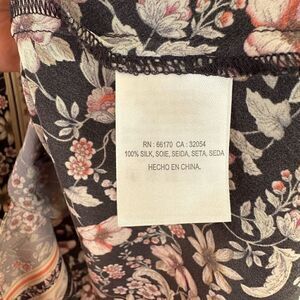 RN : 66170 CA : 32054
100% SILK, SOIE, SEIDA, SETA, SEDA
HECHO EN CHINA.